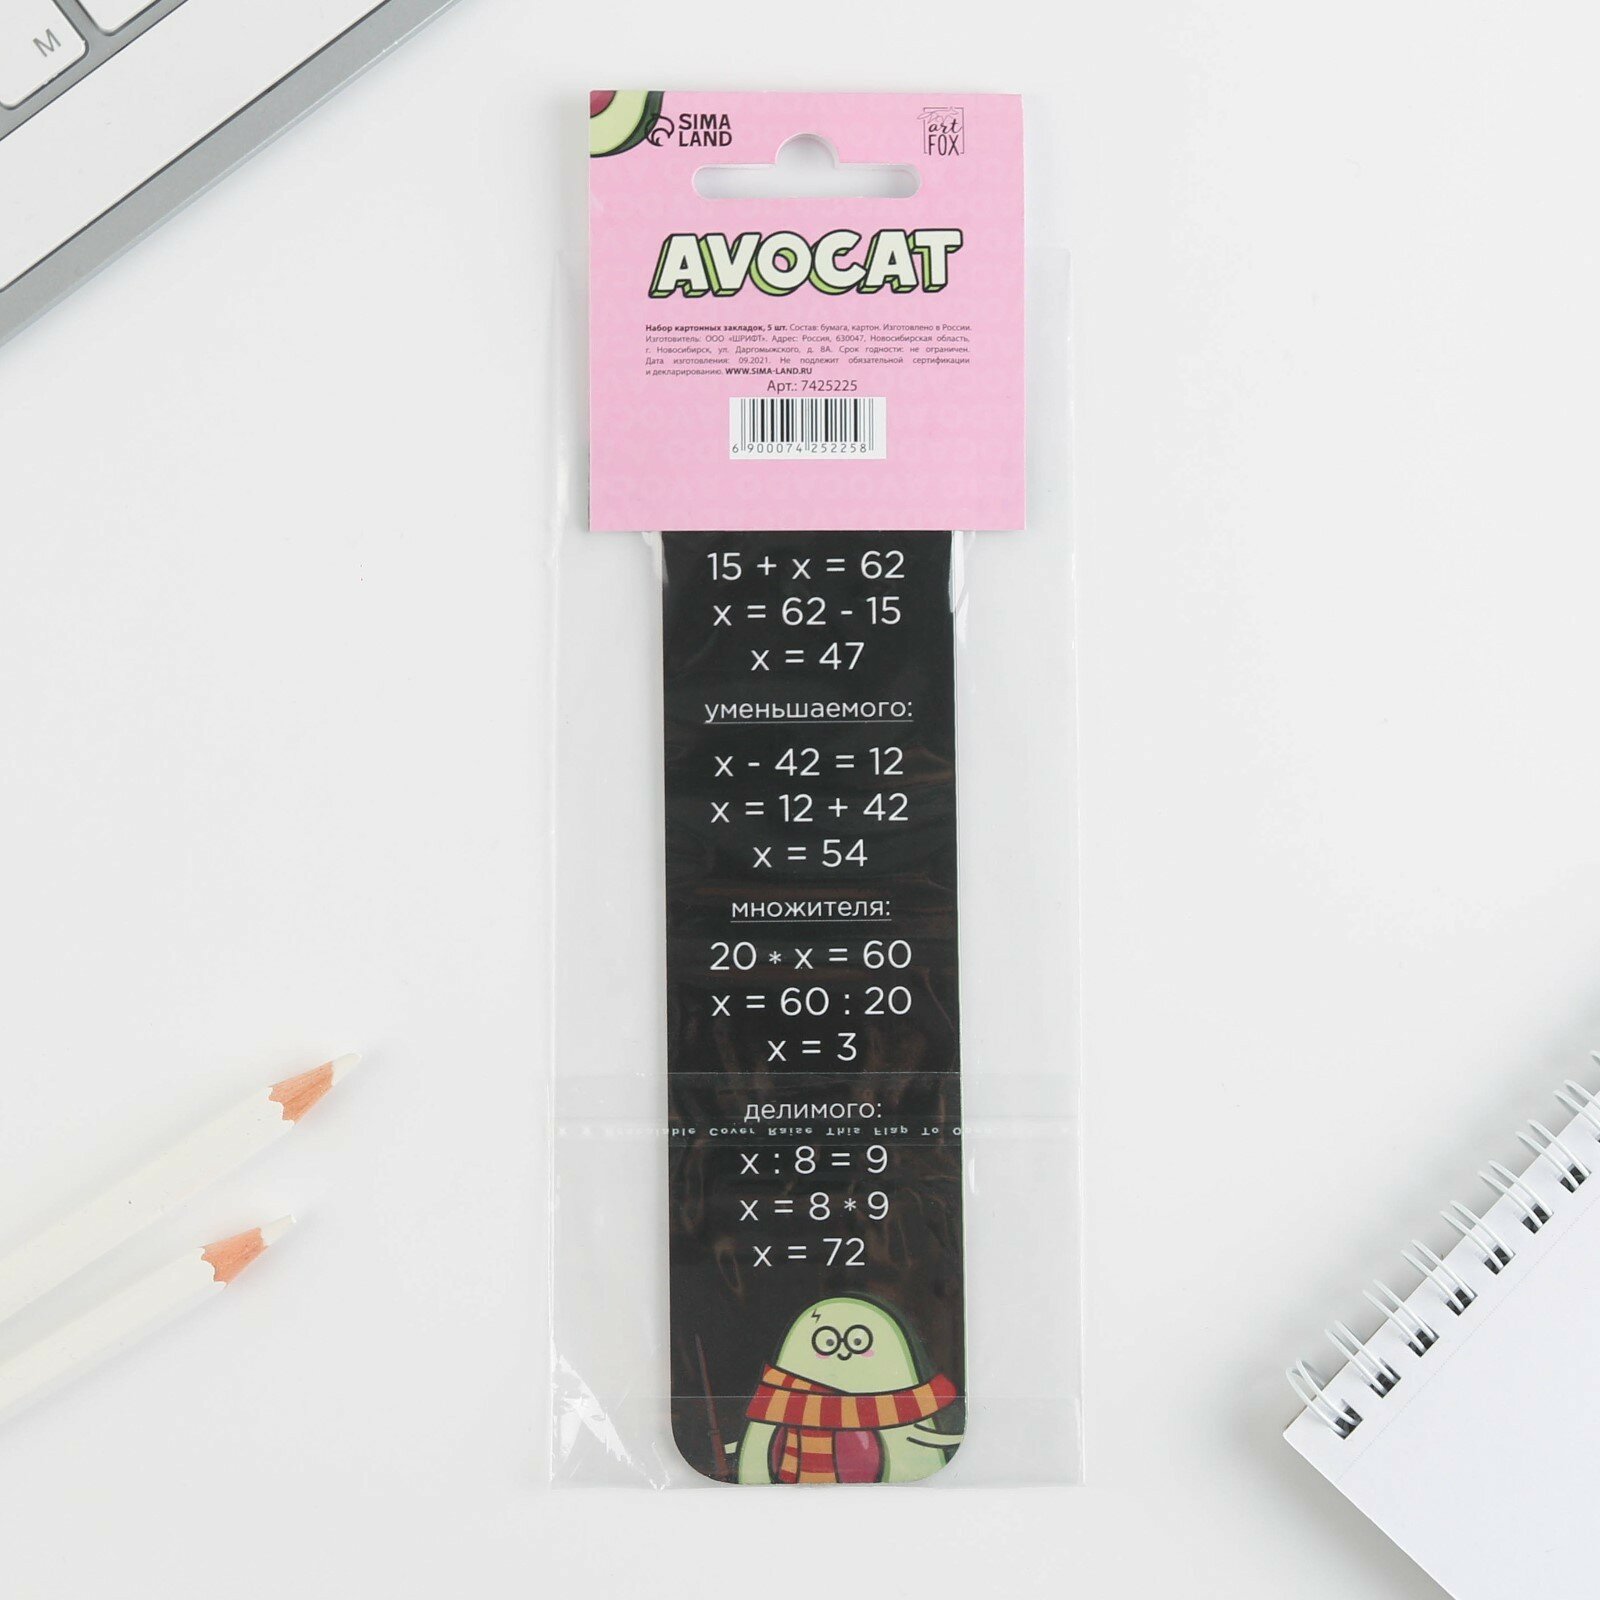 M
SIMA
LAND
art
FOX
AVOCAT
Набор картонных закладок, 5 шт. Состав: бумага, картон. Изготовлено в России.
Изготовитель: ООО «ШРИФТ». Адрес: Россия, 630047, Новосибирская область,
г. Новосибирск, ул. Даргомыжского, д. 8А. Срок годности: не ограничен.
Дата изготовления: 09.2021. Не подлежит обязательной сертификации
и декларированию. WWW.SIMA-LAND.RU
Арт.: 7425225
6 900074 252258
15 + x = 62
x = 62 - 15
x = 47
уменьшаемого:
x - 42 = 12
x = 12 + 42
x = 54
множителя:
20 * x = 60
x = 60 : 20
x = 3
делимого:
Resealable Cover Raise This Flap To
x : 8 = 9
x = 8 * 9
x = 72